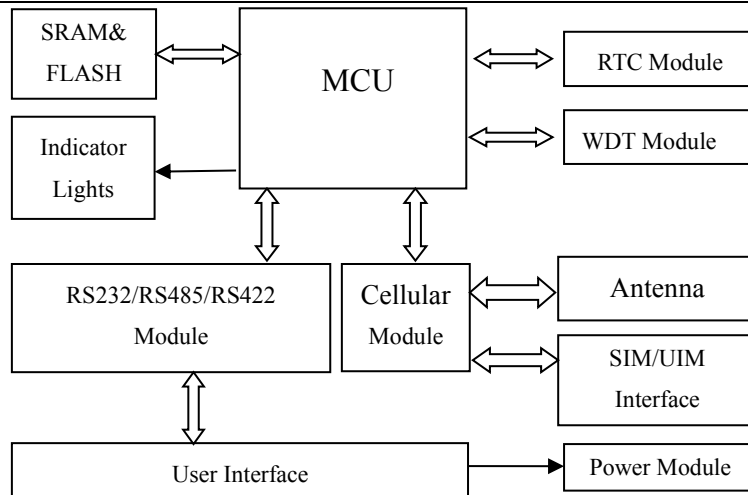 SRAM&
FLASH
MCU
RTC Module
WDT Module
Indicator
Lights
RS232/RS485/RS422
Module
Cellular
Module
Antenna
SIM/UIM
Interface
User Interface
Power Module